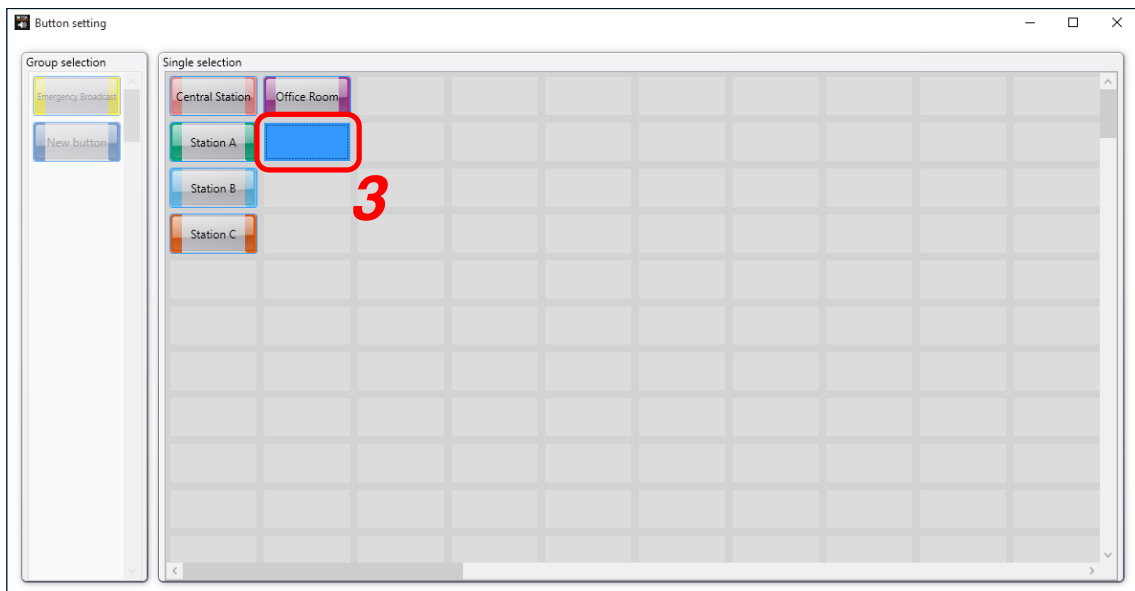 Button setting
Group selection
Single selection
Emergency Broadcast
Central Station
Office Room
New button
Station A
3
Station B
Station C